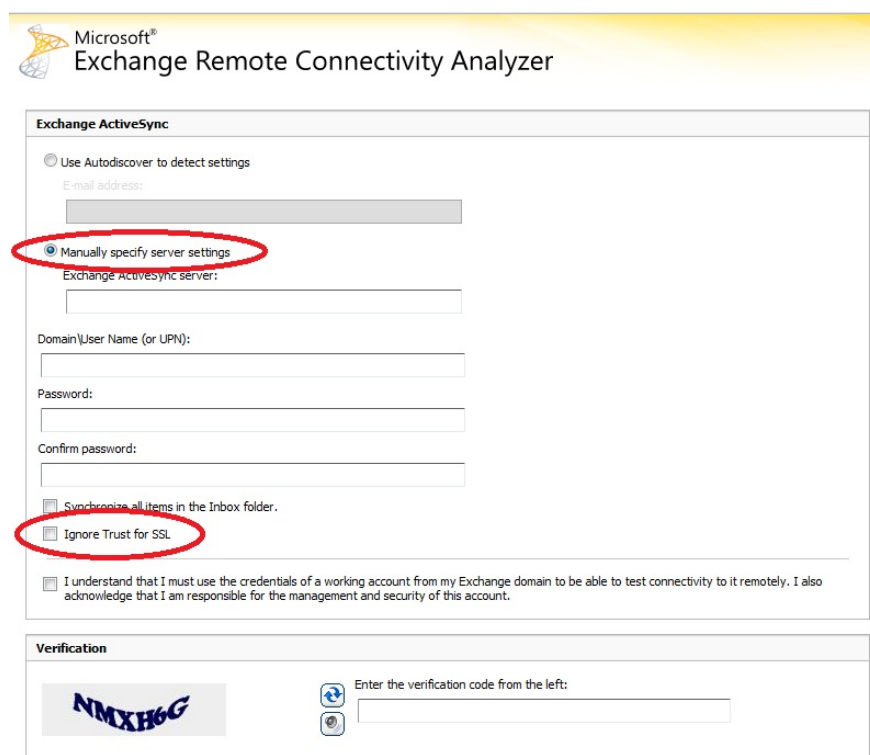 Microsoft®
Exchange Remote Connectivity Analyzer
Exchange ActiveSync
Use Autodiscover to detect settings
E-mail address:
Manually specify server settings
Exchange ActiveSync server:
Domain\User Name (or UPN):
Password:
Confirm password:
Synchronize all items in the Inbox folder.
Ignore Trust for SSL
I understand that I must use the credentials of a working account from my Exchange domain to be able to test connectivity to it remotely. I also
acknowledge that I am responsible for the management and security of this account.
Verification
NMXH6G
Enter the verification code from the left: